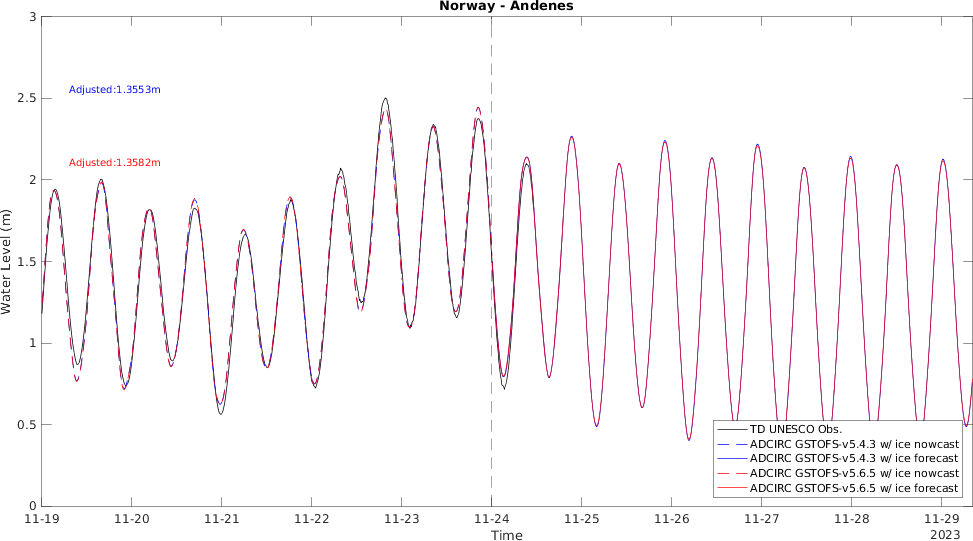 Norway - Andenes
3
2.5
2
1.5
1
0.5
0
Water Level (m)
Adjusted:1.3553m
Adjusted:1.3582m
TD UNESCO Obs.
ADCIRC GSTOFS-v5.4.3 w/ ice nowcast
ADCIRC GSTOFS-v5.4.3 w/ ice forecast
ADCIRC GSTOFS-v5.6.5 w/ ice nowcast
ADCIRC GSTOFS-v5.6.5 w/ ice forecast
11-19 11-20 11-21 11-22 11-23 11-24 11-25 11-26 11-27 11-28 11-29
2023
Time